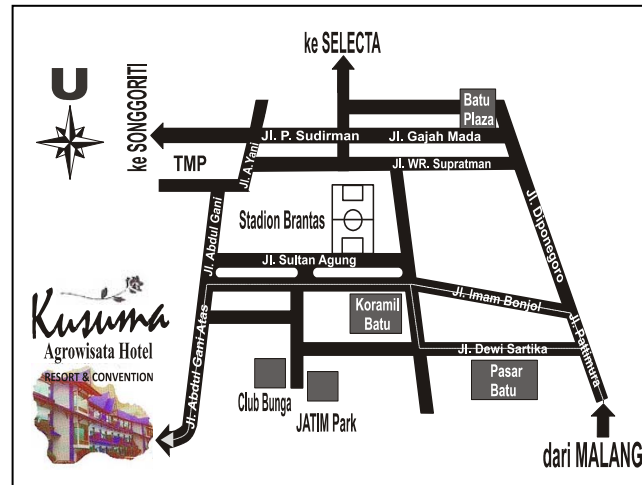 ke SELECTA
U
ke SONGGORITI
Batu
Plaza
Jl. P. Sudirman
Jl. Gajah Mada
TMP
Jl. A.Yani
Jl. WR. Supratman
Jl. Abdul Gani
Stadion Brantas
Jl. Diponegoro
Jl. Sultan Agung
Kusuma
Agrowisata Hotel
RESORT & CONVENTION
Jl. Abdul Gani Atas
Koramil
Batu
Jl. Imam Bonjol
Jl. Pattimura
Jl. Dewi Sartika
Club Bunga
JATIM Park
Pasar
Batu
dari MALANG